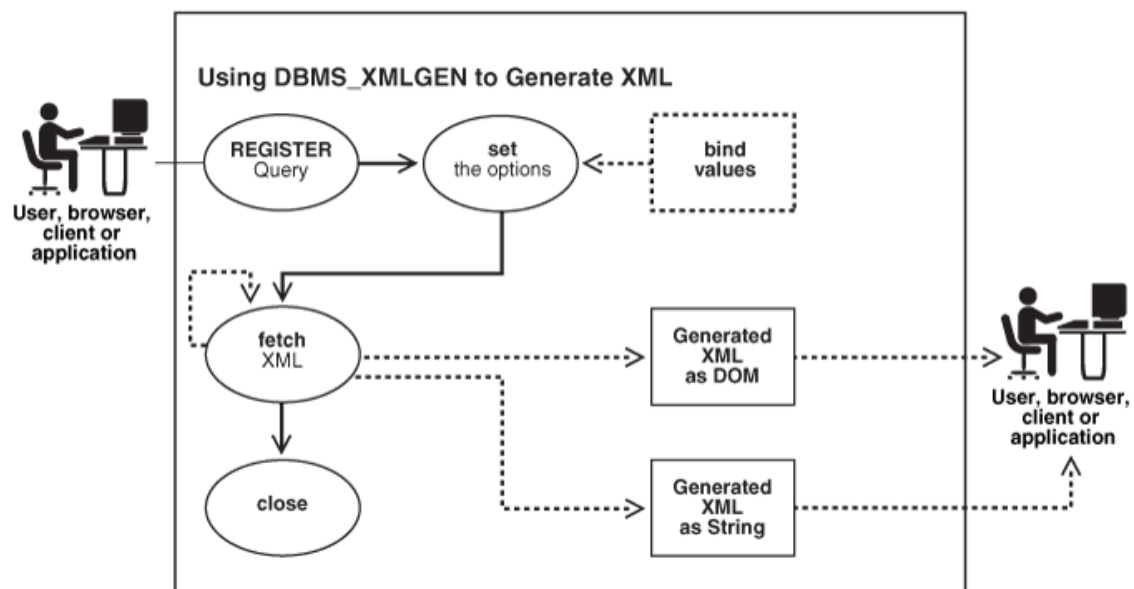 Using DBMS_XMLGEN to Generate XML
User, browser,
client or
application
REGISTER
Query
set
the options
bind
values
fetch
XML
Generated
XML
as DOM
User, browser,
client or
application
close
Generated
XML
as String